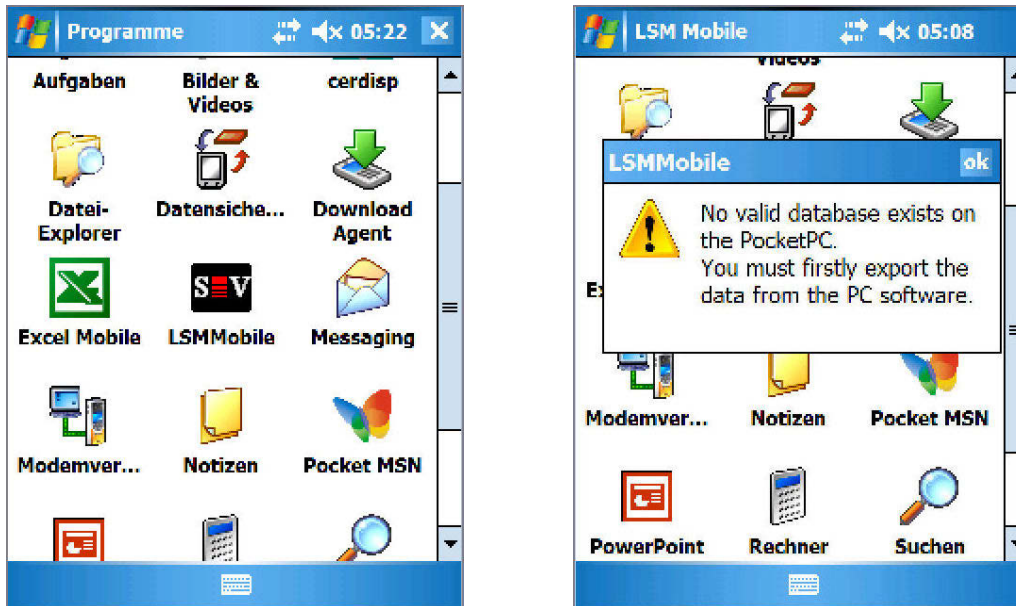 Programme
05:22
Aufgaben
Bilder &
Videos
cerdisp
Datei-
Explorer
Datensiche...
Download
Agent
S V
Excel Mobile
LSMMobile
Messaging
Modemver...
Notizen
Pocket MSN
LSM Mobile
05:08
Videos
LSMMobile
ok
No valid database exists on
the PocketPC.
You must firstly export the
data from the PC software.
Modemver...
Notizen
Pocket MSN
PowerPoint
Rechner
Suchen